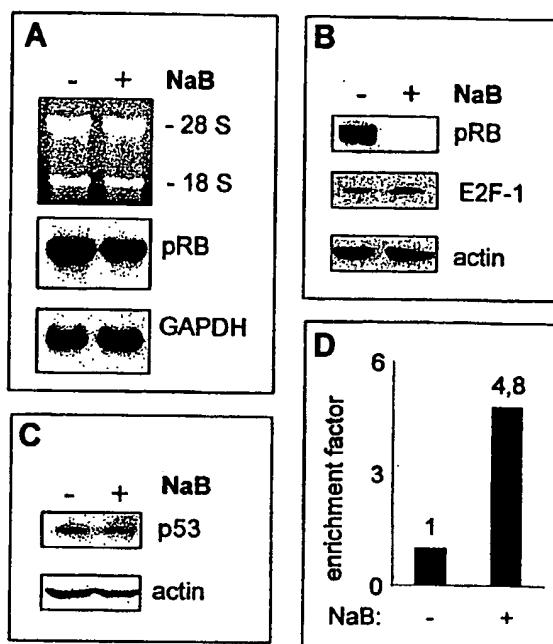 A
- + NaB
- 28 S
- 18 S
pRB
GAPDH
B
- + NaB
pRB
E2F-1
actin
C
- + NaB
p53
actin
D
enrichment factor
6
3
0
1
4,8
NaB: - +